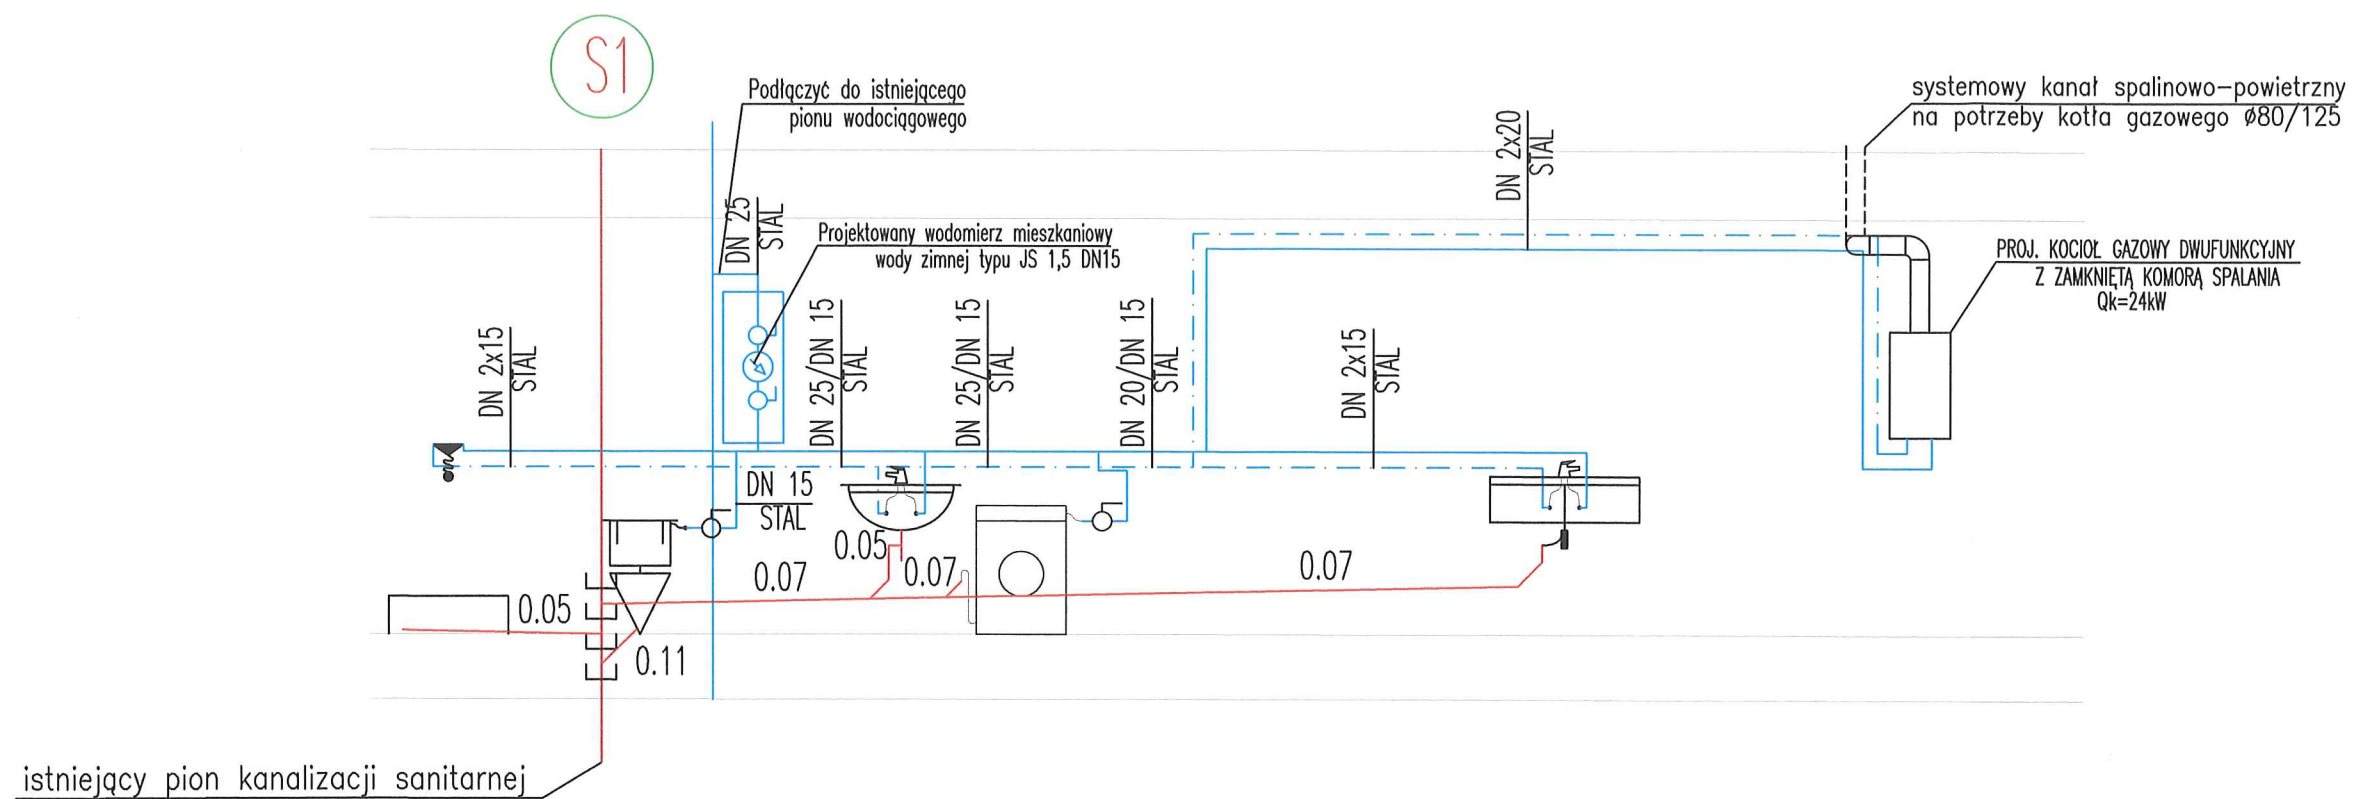 S1
Podłączyć do istniejącego
pionu wodociągowego
systemowy kanał spalinowo-powietrzny
na potrzeby kotła gazowego Ø80/125
DN 2x20
STAL
DN 25
STAL
Projektowany wodomierz mieszkaniowy
wody zimnej typu JS 1,5 DN15
PROJ. KOCIOŁ GAZOWY DWUFUNKCYJNY
Z ZAMKNIĘTĄ KOMORĄ SPALANIA
Qk=24kW
DN 2x15
STAL
DN 25/DN 15
STAL
DN 25/DN 15
STAL
DN 20/DN 15
STAL
DN 2x15
STAL
DN 15
STAL
0.05
0.07
0.07
0.07
0.05
0.11
istniejący pion kanalizacji sanitarnej